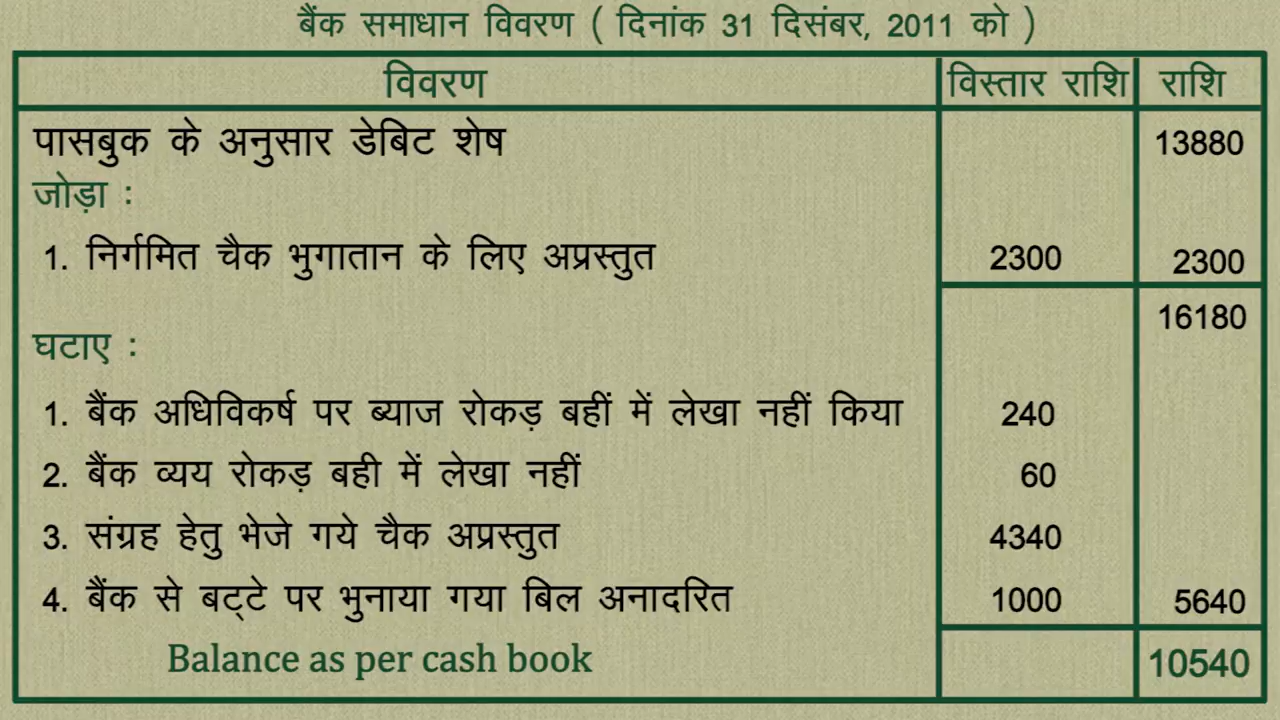 बैंक समाधान विवरण ( दिनांक 31 दिसंबर, 2011 को )
विवरण विस्तार राशि राशि
पासबुक के अनुसार डेबिट शेष 13880
जोड़ा :
1. निर्गमित चैक भुगातान के लिए अप्रस्तुत 2300 2300
16180
घटाए :
1. बैंक अधिविकर्ष पर ब्याज रोकड़ बहीं में लेखा नहीं किया 240
2. बैंक व्यय रोकड़ बही में लेखा नहीं 60
3. संग्रह हेतु भेजे गये चैक अप्रस्तुत 4340
4. बैंक से बट्टे पर भुनाया गया बिल अनादरित 1000 5640
Balance as per cash book 10540